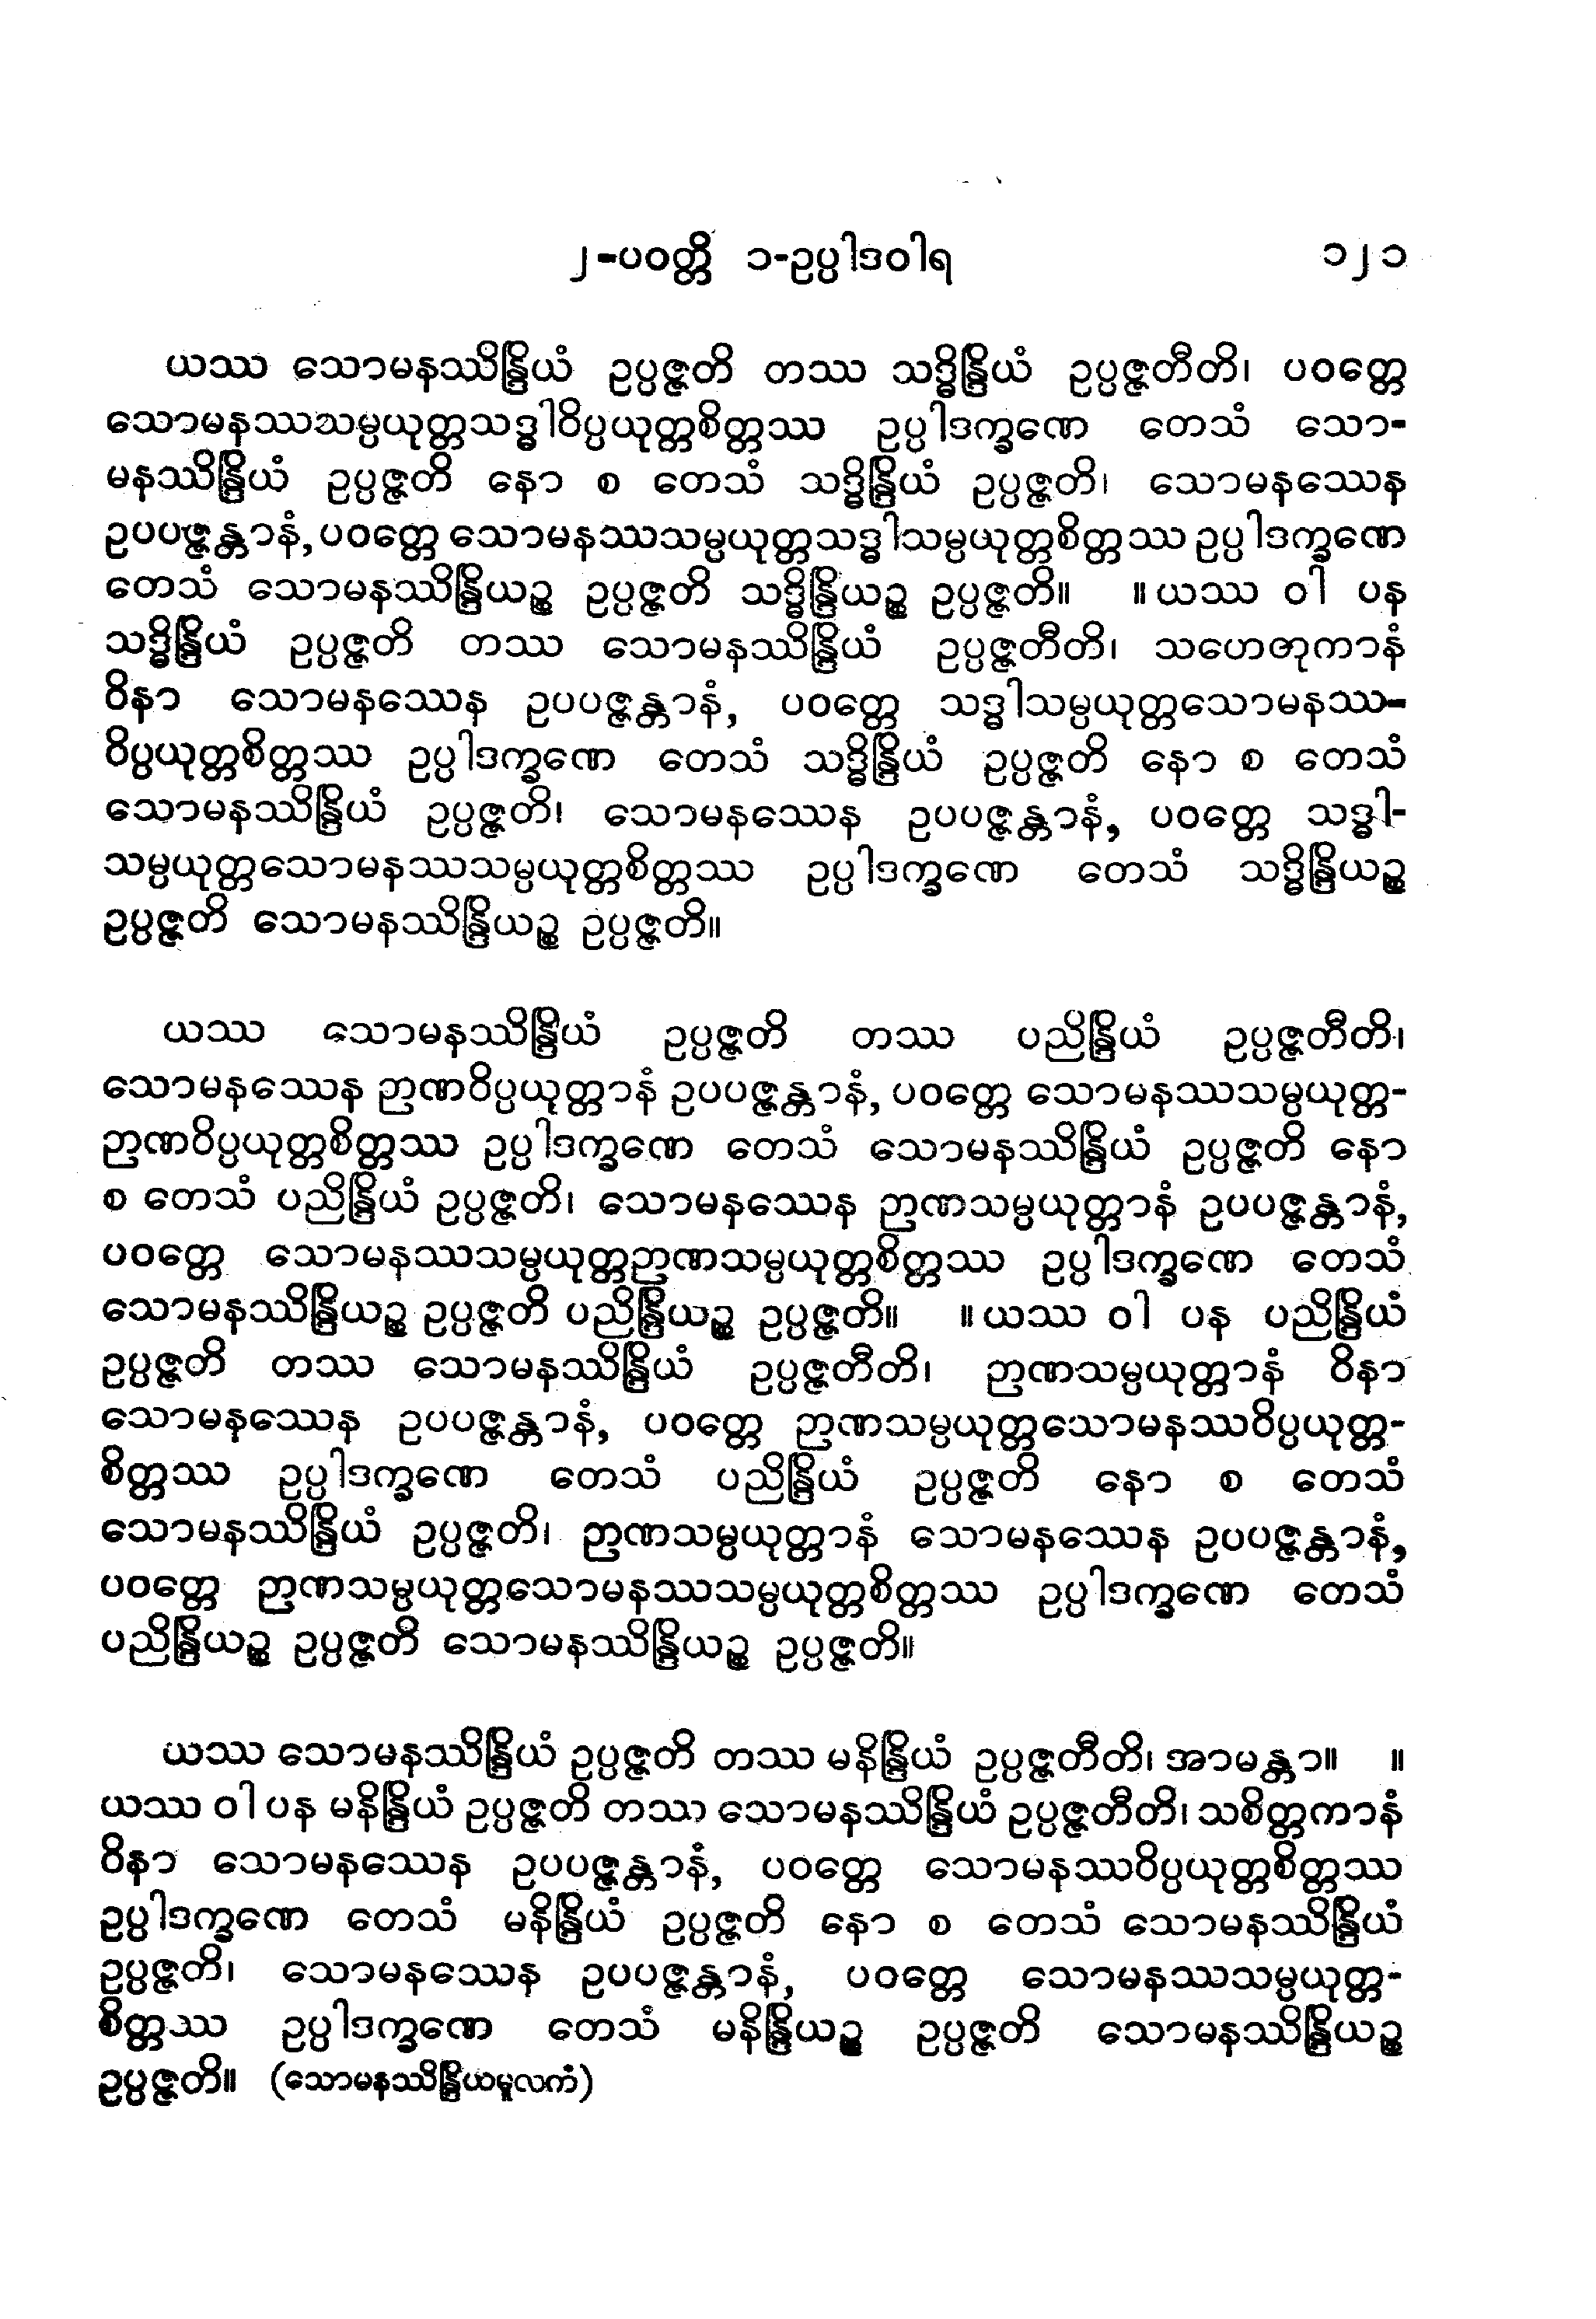 ၂-ပဝတ္တိ ၁-ဥပ္ပါဒဝါရ ၁၂၁
ယဿ သောမနဿိန္ဒြိယံ ဥပ္ပဇ္ဇတိ တဿ သဒ္ဓိန္ဒြိယံ ဥပ္ပဇ္ဇတီတိ၊ ပဝတ္တေ
သောမနဿသမ္ပယုတ္တသဒ္ဓါဝိပ္ပယုတ္တစိတ္တဿ ဥပ္ပါဒက္ခဏေ တေသံ သော-
မနဿိန္ဒြိယံ ဥပ္ပဇ္ဇတိ နော စ တေသံ သဒ္ဓိန္ဒြိယံ ဥပ္ပဇ္ဇတိ၊ သောမနဿေန
ဥပပဇ္ဇန္တာနံ, ပဝတ္တေ သောမနဿသမ္ပယုတ္တသဒ္ဓါသမ္ပယုတ္တစိတ္တဿ ဥပ္ပါဒက္ခဏေ
တေသံ သောမနဿိန္ဒြိယဉ္စ ဥပ္ပဇ္ဇတိ သဒ္ဓိန္ဒြိယဉ္စ ဥပ္ပဇ္ဇတိ။ ။ ယဿ ဝါ ပန
သဒ္ဓိန္ဒြိယံ ဥပ္ပဇ္ဇတိ တဿ သောမနဿိန္ဒြိယံ ဥပ္ပဇ္ဇတီတိ၊ သဟေတုကာနံ
ဝိနာ သောမနဿေန ဥပပဇ္ဇန္တာနံ, ပဝတ္တေ သဒ္ဓါသမ္ပယုတ္တသောမနဿ-
ဝိပ္ပယုတ္တစိတ္တဿ ဥပ္ပါဒက္ခဏေ တေသံ သဒ္ဓိန္ဒြိယံ ဥပ္ပဇ္ဇတိ နော စ တေသံ
သောမနဿိန္ဒြိယံ ဥပ္ပဇ္ဇတိ၊ သောမနဿေန ဥပပဇ္ဇန္တာနံ, ပဝတ္တေ သဒ္ဓါ-
သမ္ပယုတ္တသောမနဿသမ္ပယုတ္တစိတ္တဿ ဥပ္ပါဒက္ခဏေ တေသံ သဒ္ဓိန္ဒြိယဉ္စ
ဥပ္ပဇ္ဇတိ သောမနဿိန္ဒြိယဉ္စ ဥပ္ပဇ္ဇတိ။
ယဿ သောမနဿိန္ဒြိယံ ဥပ္ပဇ္ဇတိ တဿ ပညိန္ဒြိယံ ဥပ္ပဇ္ဇတီတိ၊
သောမနဿေန ဉာဏဝိပ္ပယုတ္တာနံ ဥပပဇ္ဇန္တာနံ, ပဝတ္တေ သောမနဿသမ္ပယုတ္တ-
ဉာဏဝိပ္ပယုတ္တစိတ္တဿ ဥပ္ပါဒက္ခဏေ တေသံ သောမနဿိန္ဒြိယံ ဥပ္ပဇ္ဇတိ နော
စ တေသံ ပညိန္ဒြိယံ ဥပ္ပဇ္ဇတိ၊ သောမနဿေန ဉာဏသမ္ပယုတ္တာနံ ဥပပဇ္ဇန္တာနံ,
ပဝတ္တေ သောမနဿသမ္ပယုတ္တဉာဏသမ္ပယုတ္တစိတ္တဿ ဥပ္ပါဒက္ခဏေ တေသံ
သောမနဿိန္ဒြိယဉ္စ ဥပ္ပဇ္ဇတိ ပညိန္ဒြိယဉ္စ ဥပ္ပဇ္ဇတိ။ ။ ယဿ ဝါ ပန ပညိန္ဒြိယံ
ဥပ္ပဇ္ဇတိ တဿ သောမနဿိန္ဒြိယံ ဥပ္ပဇ္ဇတီတိ၊ ဉာဏသမ္ပယုတ္တာနံ ဝိနာ
သောမနဿေန ဥပပဇ္ဇန္တာနံ, ပဝတ္တေ ဉာဏသမ္ပယုတ္တသောမနဿဝိပ္ပယုတ္တ-
စိတ္တဿ ဥပ္ပါဒက္ခဏေ တေသံ ပညိန္ဒြိယံ ဥပ္ပဇ္ဇတိ နော စ တေသံ
သောမနဿိန္ဒြိယံ ဥပ္ပဇ္ဇတိ၊ ဉာဏသမ္ပယုတ္တာနံ သောမနဿေန ဥပပဇ္ဇန္တာနံ,
ပဝတ္တေ ဉာဏသမ္ပယုတ္တသောမနဿသမ္ပယုတ္တစိတ္တဿ ဥပ္ပါဒက္ခဏေ တေသံ
ပညိန္ဒြိယဉ္စ ဥပ္ပဇ္ဇတိ သောမနဿိန္ဒြိယဉ္စ ဥပ္ပဇ္ဇတိ။
ယဿ သောမနဿိန္ဒြိယံ ဥပ္ပဇ္ဇတိ တဿ မနိန္ဒြိယံ ဥပ္ပဇ္ဇတီတိ၊ အာမန္တာ။ ။
ယဿ ဝါ ပန မနိန္ဒြိယံ ဥပ္ပဇ္ဇတိ တဿ သောမနဿိန္ဒြိယံ ဥပ္ပဇ္ဇတီတိ၊ သစိတ္တကာနံ
ဝိနာ သောမနဿေန ဥပပဇ္ဇန္တာနံ, ပဝတ္တေ သောမနဿဝိပ္ပယုတ္တစိတ္တဿ
ဥပ္ပါဒက္ခဏေ တေသံ မနိန္ဒြိယံ ဥပ္ပဇ္ဇတိ နော စ တေသံ သောမနဿိန္ဒြိယံ
ဥပ္ပဇ္ဇတိ၊ သောမနဿေန ဥပပဇ္ဇန္တာနံ, ပဝတ္တေ သောမနဿသမ္ပယုတ္တ-
စိတ္တဿ ဥပ္ပါဒက္ခဏေ တေသံ မနိန္ဒြိယဉ္စ ဥပ္ပဇ္ဇတိ သောမနဿိန္ဒြိယဉ္စ
ဥပ္ပဇ္ဇတိ။ (သောမနဿိန္ဒြိယမူလကံ)